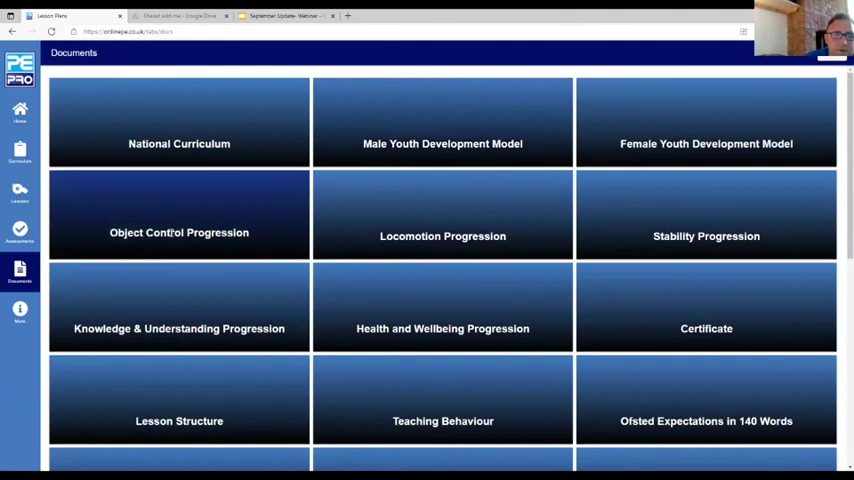 Lesson Plans
Shared with me - Google Drive
September Update- Webinar -
https://onlinepe.co.uk/tabs/docs
Documents
PE
PRO
Home
Curriculum
Lessons
Assessments
Documents
More
National Curriculum
Male Youth Development Model
Female Youth Development Model
Object Control Progression
Locomotion Progression
Stability Progression
Knowledge & Understanding Progression
Health and Wellbeing Progression
Certificate
Lesson Structure
Teaching Behaviour
Ofsted Expectations in 140 Words